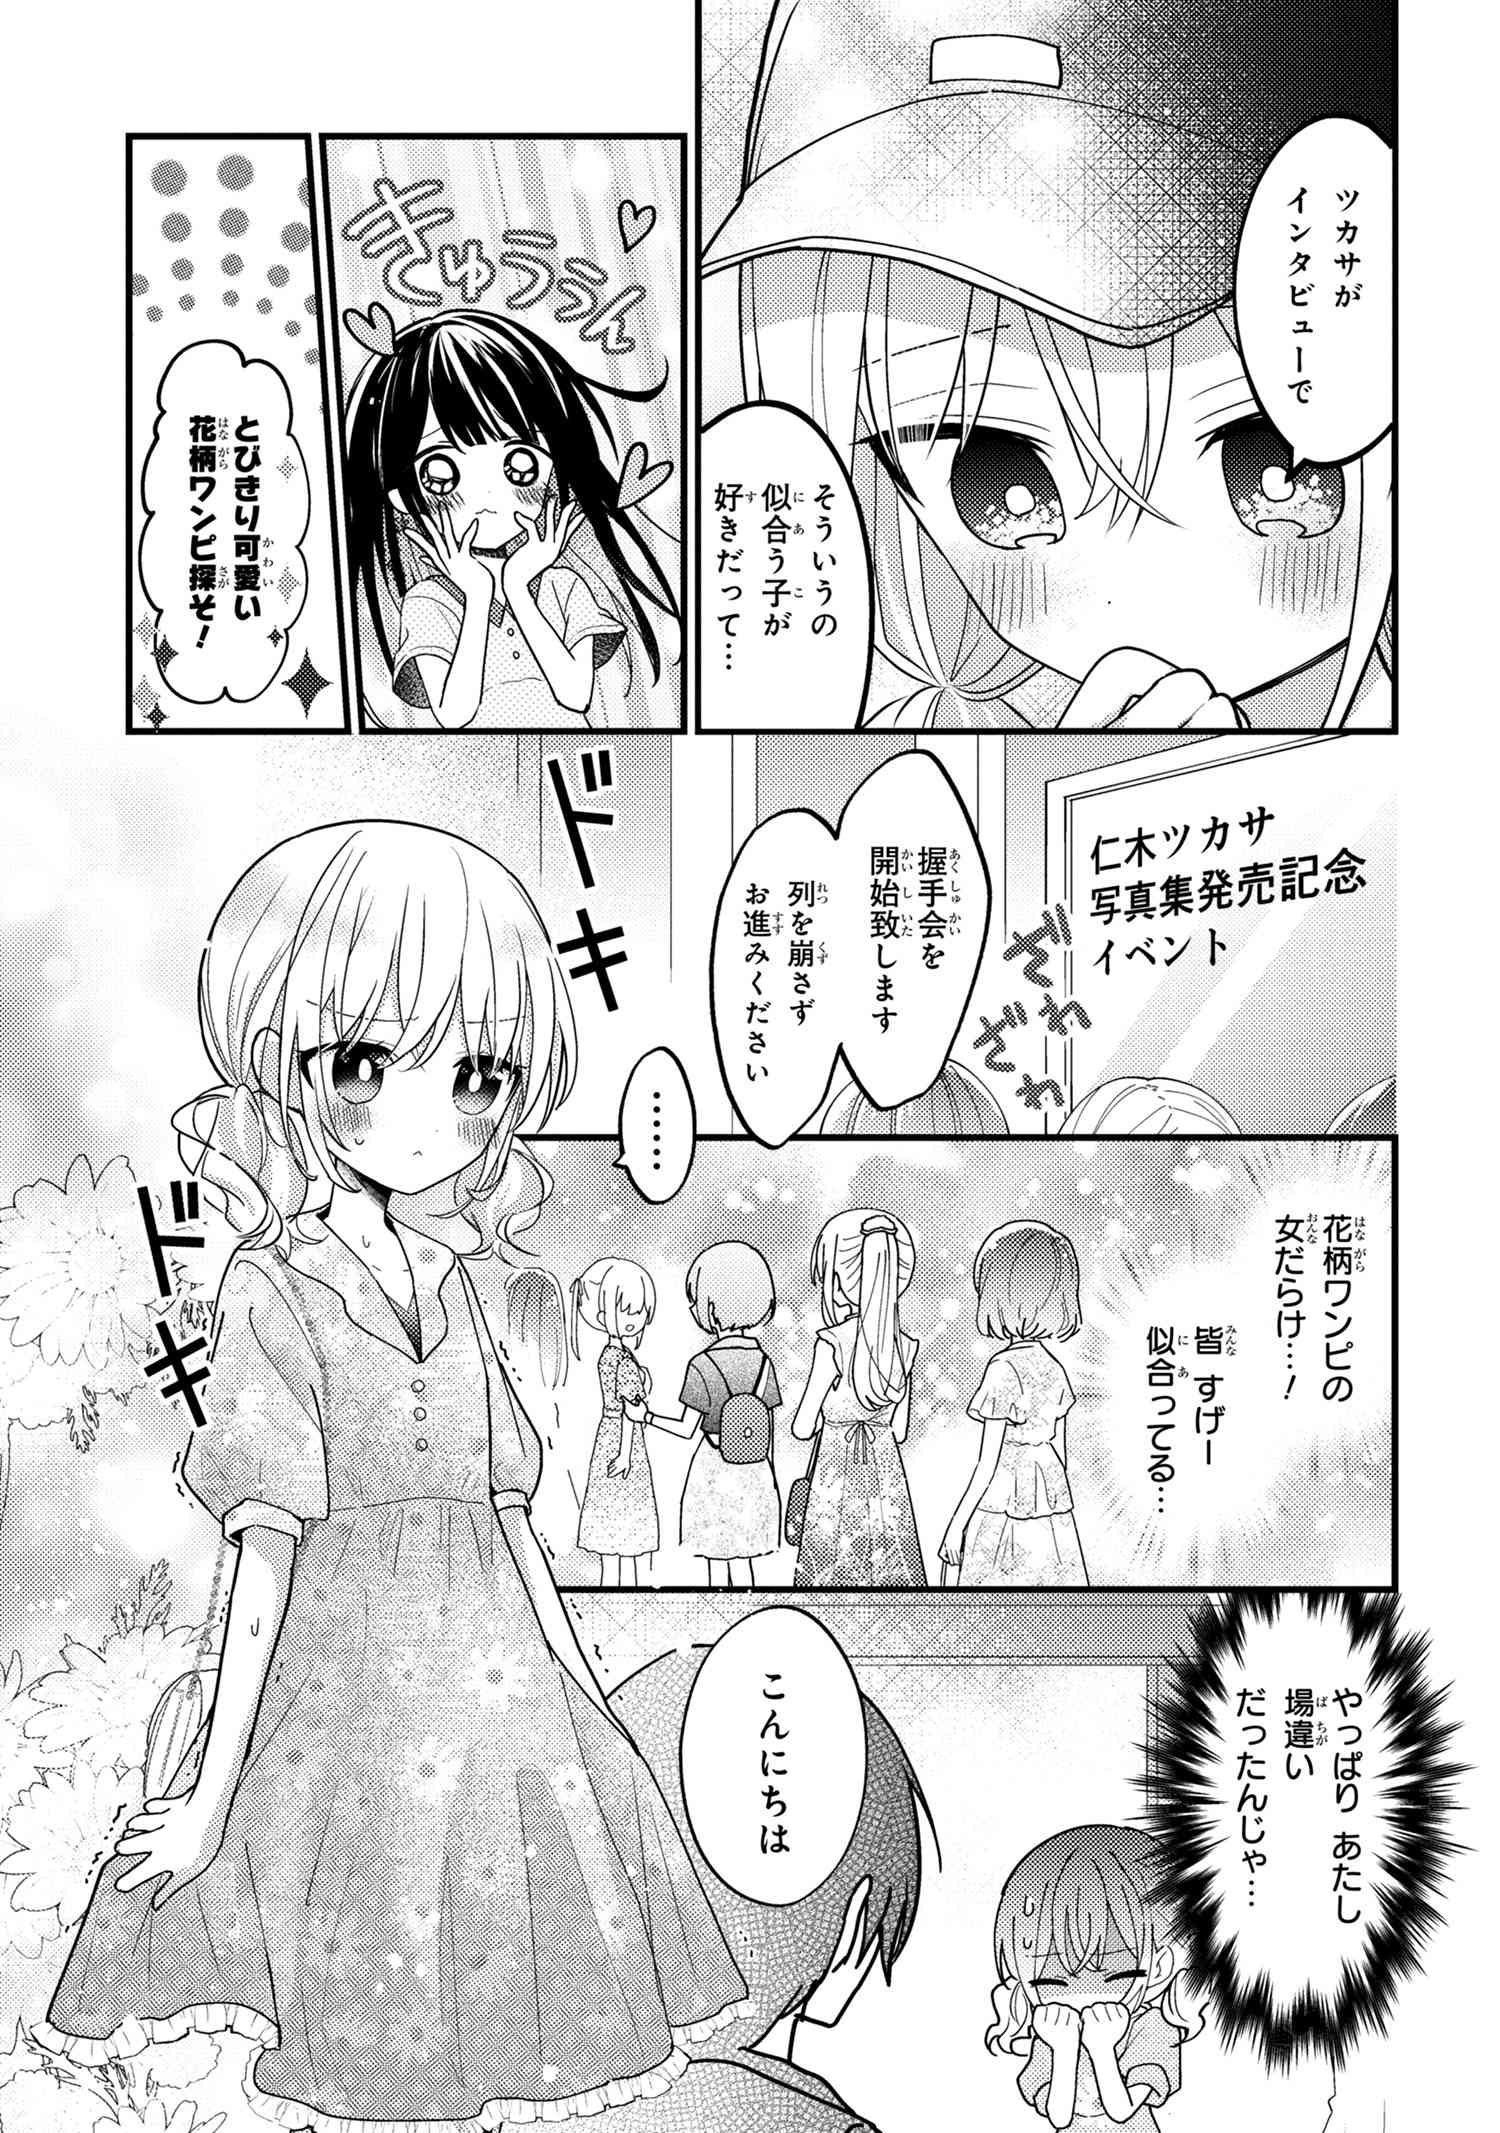 ツカサが
インタビューで
そういうの
似合う子が
好きだって…
きゅううん
とびきり可愛い
花柄ワンピ探そ！
仁木ツカサ
写真集発売記念
イベント
ざわ
ざわ
握手会を
開始致します
列を崩さず
お進みください
ドキ
ドキ
……
花柄ワンピの
女だらけ…！
皆 すげー
似合ってる…
やっぱり あたし
場違い
だったんじゃ…
こんにちは